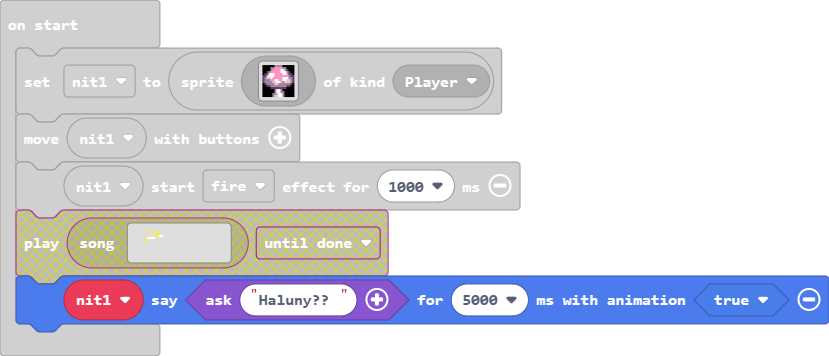 on start
set nit1 to sprite of kind Player
move nit1 with buttons
nit1 start fire effect for 1000 ms
play song until done
nit1 say ask "Haluny?? " for 5000 ms with animation true